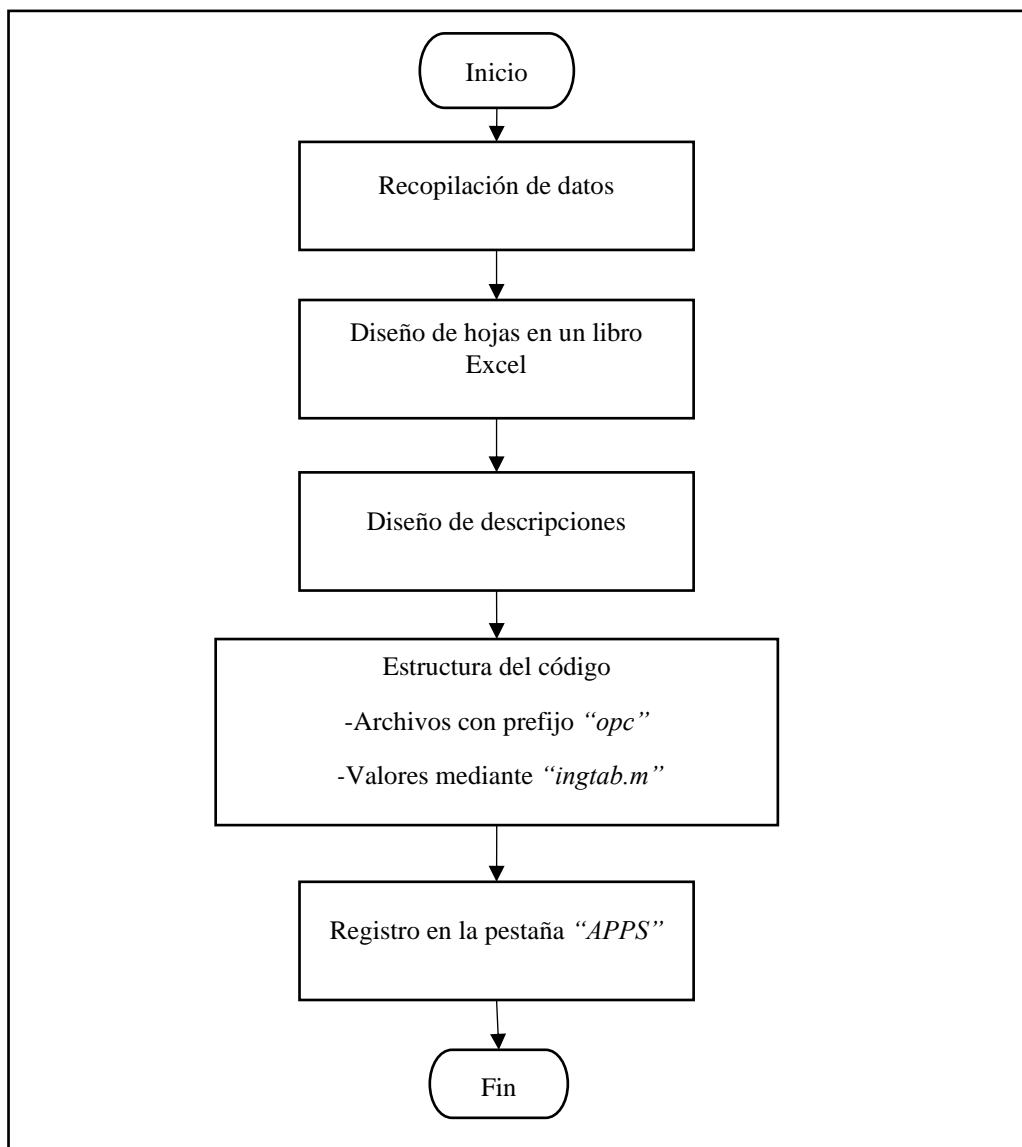 Inicio
Recopilación de datos
Diseño de hojas en un libro
Excel
Diseño de descripciones
Estructura del código
-Archivos con prefijo “opc”
-Valores mediante “ingtab.m”
Registro en la pestaña “APPS”
Fin